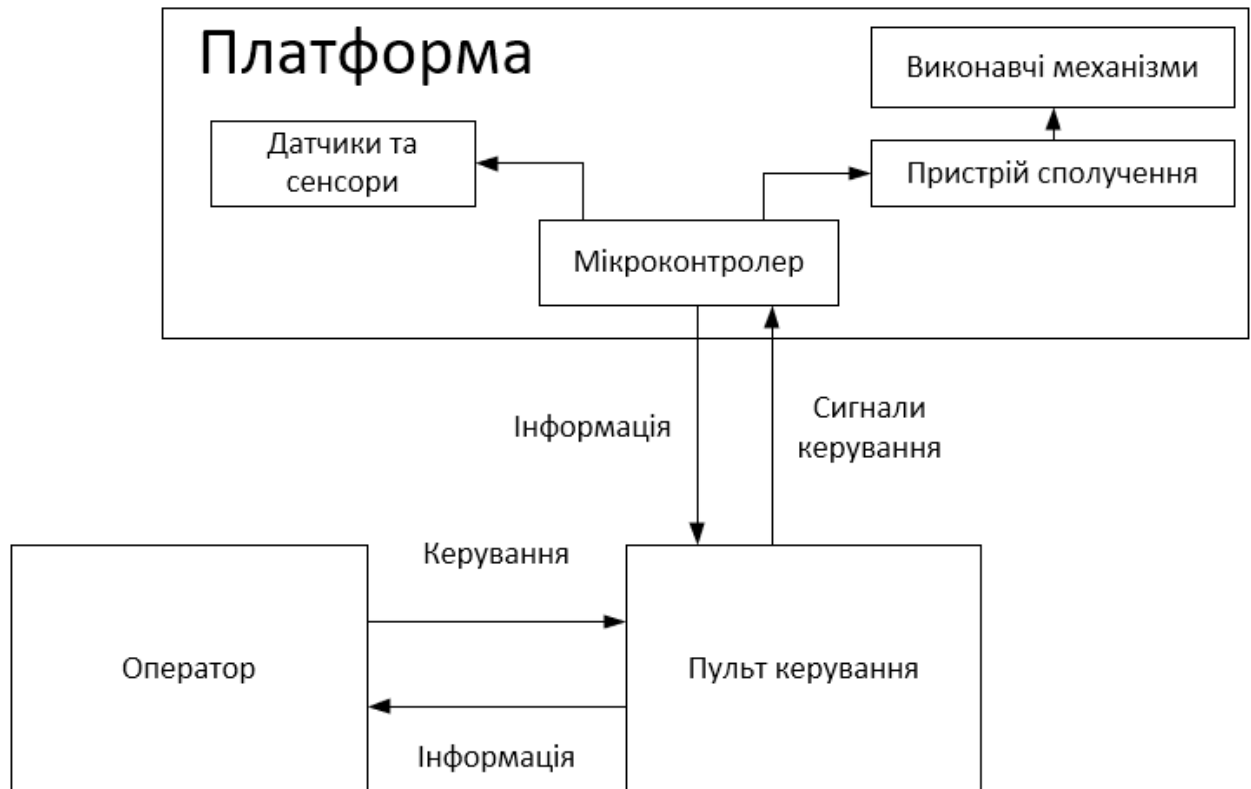 Платформа
Виконавчі механізми
Датчики та
сенсори
Пристрій сполучення
Мікроконтролер
Інформація
Сигнали
керування
Керування
Оператор
Пульт керування
Інформація